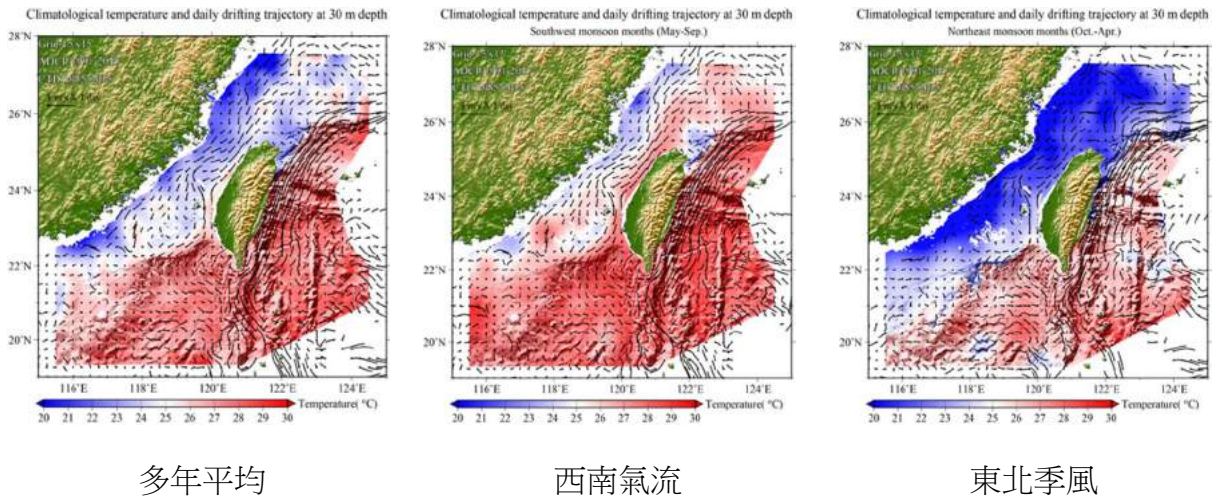 Climatological temperature and daily drifting trajectory at 30 m depth
28°N
26°N
24°N
22°N
20°N
116°E 118°E 120°E 122°E 124°E
Temperature( °C)
20 21 22 23 24 25 26 27 28 29 30
多年平均
Climatological temperature and daily drifting trajectory at 30 m depth
Southwest monsoon months (May-Sep.)
28°N
26°N
24°N
22°N
20°N
116°E 118°E 120°E 122°E 124°E
Temperature( °C)
20 21 22 23 24 25 26 27 28 29 30
西南氣流
Climatological temperature and daily drifting trajectory at 30 m depth
Northeast monsoon months (Oct.-Apr.)
28°N
26°N
24°N
22°N
20°N
116°E 118°E 120°E 122°E 124°E
Temperature( °C)
20 21 22 23 24 25 26 27 28 29 30
東北季風